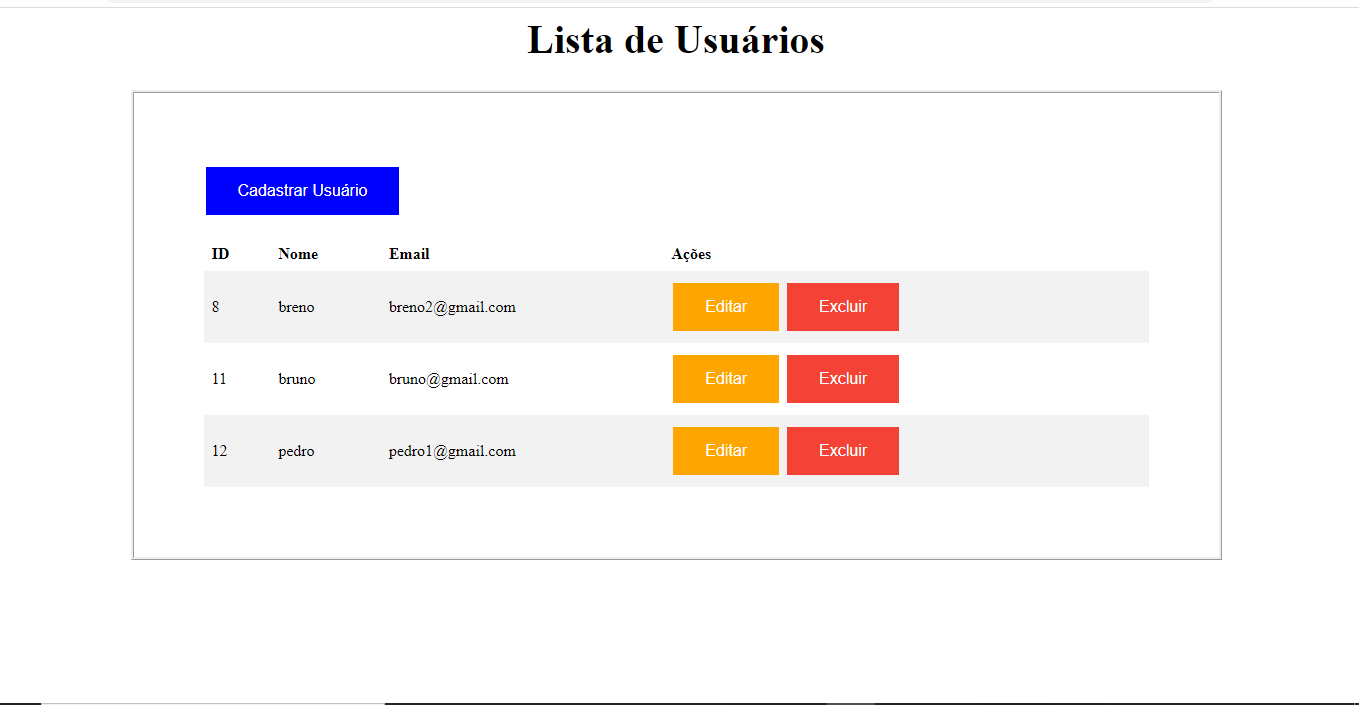 Lista de Usuários
Cadastrar Usuário
ID Nome Email Ações
8 breno breno2@gmail.com Editar Excluir
11 bruno bruno@gmail.com Editar Excluir
12 pedro pedro1@gmail.com Editar Excluir